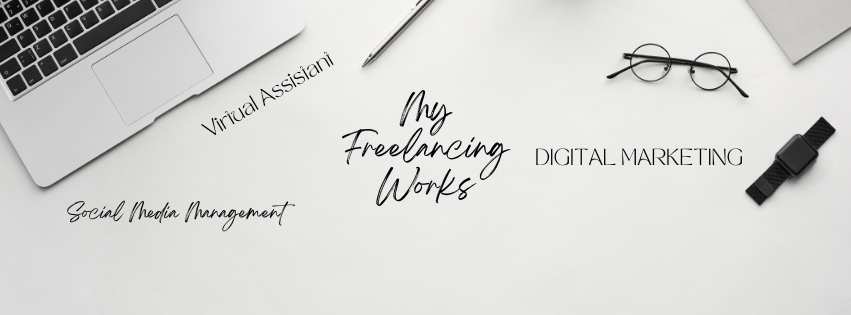 Virtual Assistant
My
Freelancing
Works
DIGITAL MARKETING
Social Media Management